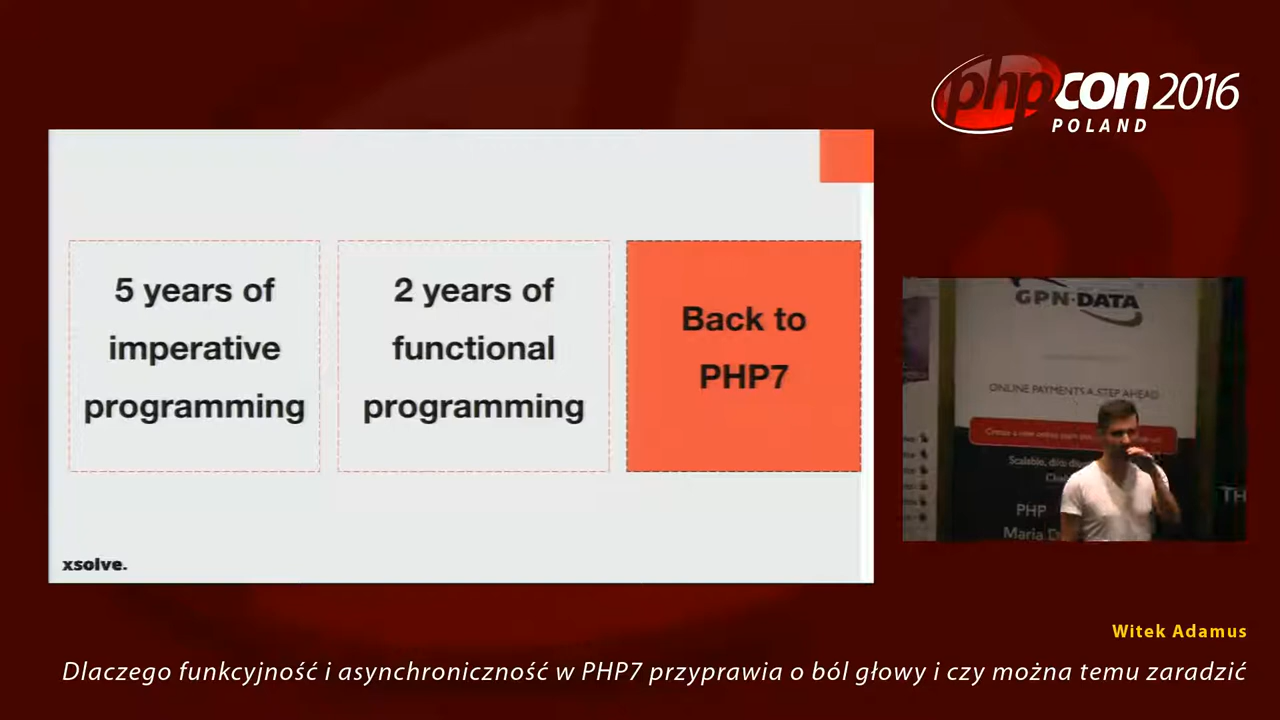 phpcon 2016
POLAND
5 years of
imperative
programming
2 years of
functional
programming
Back to
PHP7
xsolve.
GPN DATA
ONLINE PAYMENTS A STEP AHEAD
PHP
Maria
Witek Adamus
Dlaczego funkcyjność i asynchroniczność w PHP7 przyprawia o ból głowy i czy można temu zaradzić